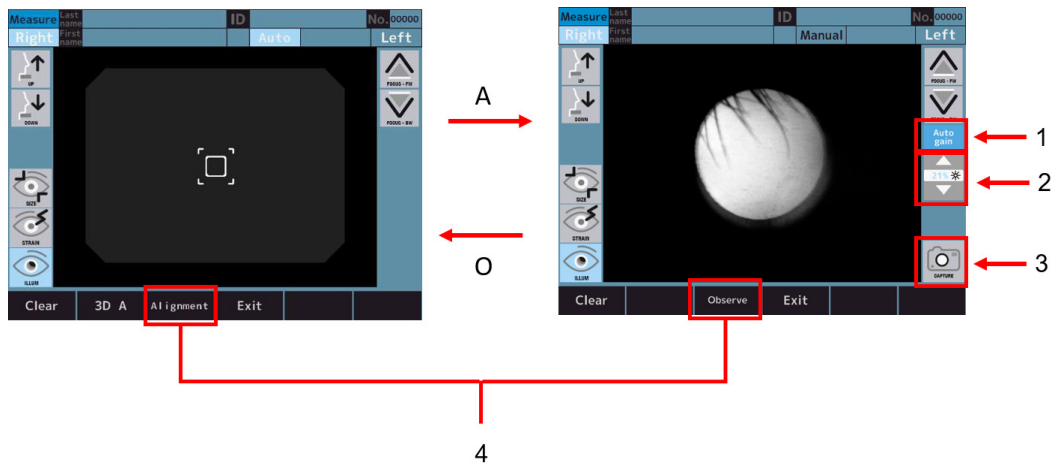 Measure Last name ID No. 00000
Right First name Auto Left
UP
DOWN
FOCUS - FW
FOCUS - BW
SIZE
STRAIN
ILLUM
Clear 3D A Alignment Exit
A
O
Measure Last name ID No. 00000
Right First name Manual Left
UP
DOWN
FOCUS - FW
Auto
gain
21%
SIZE
STRAIN
ILLUM
CAPTURE
Clear Observe Exit
1
2
3
4